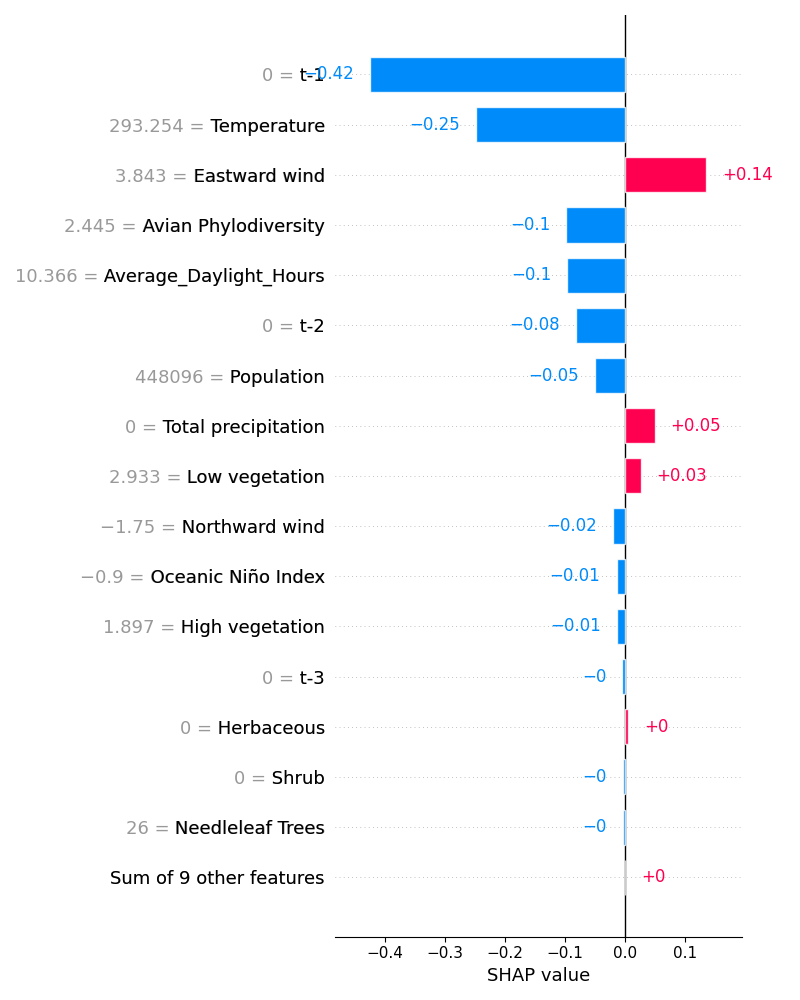 0 = t-1 −0.42
293.254 = Temperature −0.25
3.843 = Eastward wind +0.14
2.445 = Avian Phylodiversity −0.1
10.366 = Average_Daylight_Hours −0.1
0 = t-2 −0.08
448096 = Population −0.05
0 = Total precipitation +0.05
2.933 = Low vegetation +0.03
−1.75 = Northward wind −0.02
−0.9 = Oceanic Niño Index −0.01
1.897 = High vegetation −0.01
0 = t-3 −0
0 = Herbaceous +0
0 = Shrub −0
26 = Needleleaf Trees −0
Sum of 9 other features +0
−0.4 −0.3 −0.2 −0.1 0.0 0.1
SHAP value